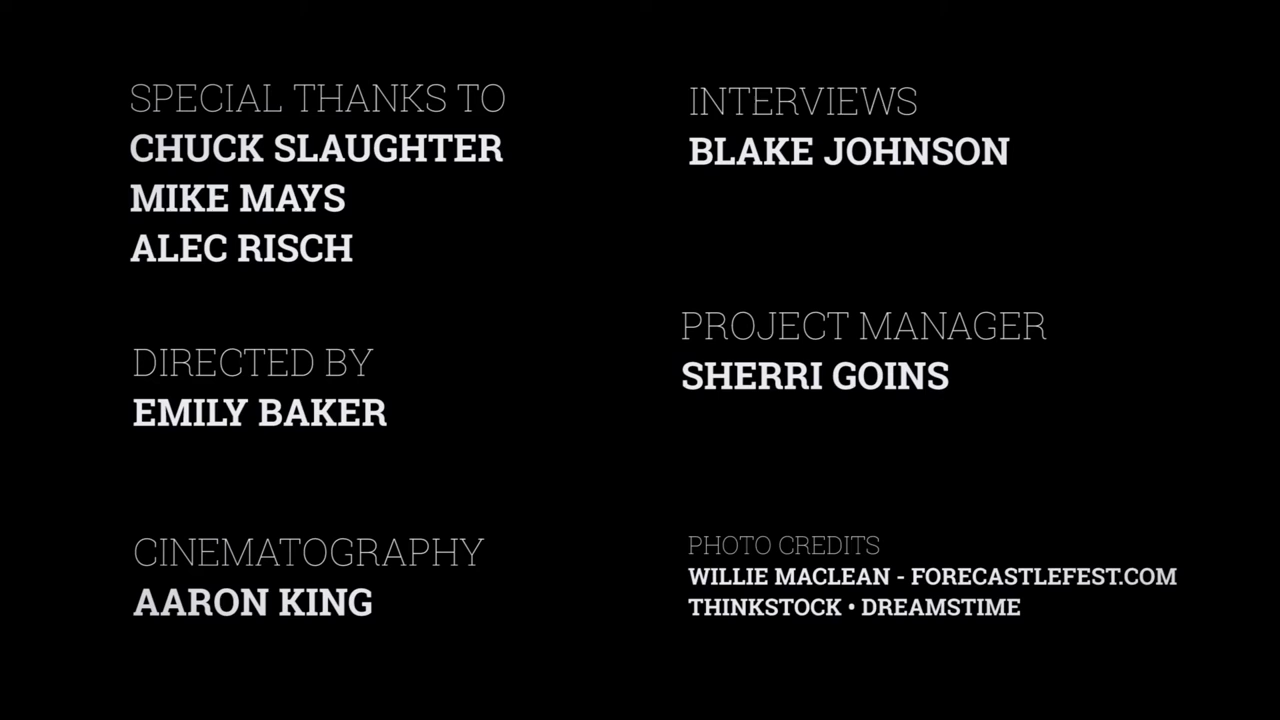 SPECIAL THANKS TO
CHUCK SLAUGHTER
MIKE MAYS
ALEC RISCH
DIRECTED BY
EMILY BAKER
CINEMATOGRAPHY
AARON KING
INTERVIEWS
BLAKE JOHNSON
PROJECT MANAGER
SHERRI GOINS
PHOTO CREDITS
WILLIE MACLEAN - FORECASTLEFEST.COM
THINKSTOCK • DREAMSTIME